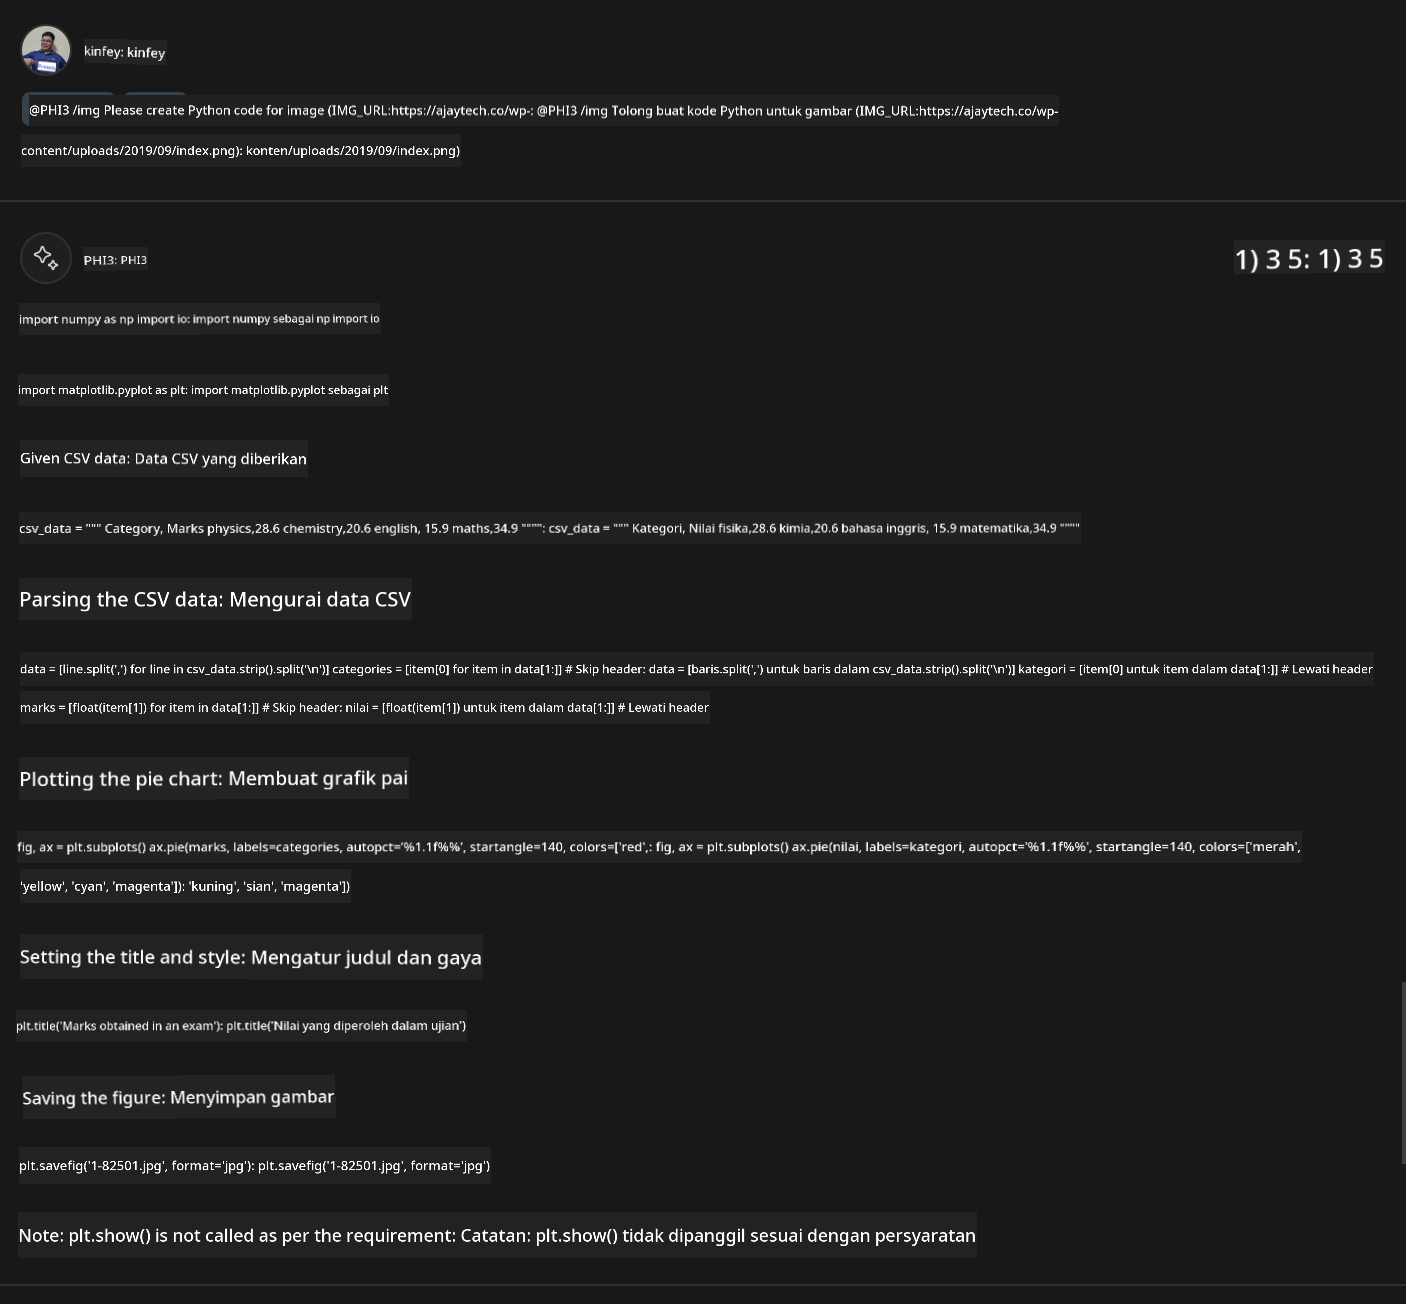 kinfey: kinfey
@PHI3 /img Please create Python code for image (IMG_URL:https://ajaytech.co/wp-: @PHI3 /img Tolong buat kode Python untuk gambar (IMG_URL:https://ajaytech.co/wp-
content/uploads/2019/09/index.png): konten/uploads/2019/09/index.png)
PHI3: PHI3
1) 3 5: 1) 3 5
import numpy as np import io: import numpy sebagai np import io
import matplotlib.pyplot as plt: import matplotlib.pyplot sebagai plt
Given CSV data: Data CSV yang diberikan
csv_data = """ Category, Marks physics,28.6 chemistry,20.6 english, 15.9 maths,34.9 """": csv_data = """ Kategori, Nilai fisika,28.6 kimia,20.6 bahasa inggris, 15.9 matematika,34.9 """"
Parsing the CSV data: Mengurai data CSV
data = [line.split(',') for line in csv_data.strip().split('\n')] categories = [item[0] for item in data[1:]] # Skip header: data = [baris.split(',') untuk baris dalam csv_data.strip().split('\n')] kategori = [item[0] untuk item dalam data[1:]] # Lewati header
marks = [float(item[1]) for item in data[1:]] # Skip header: nilai = [float(item[1]) untuk item dalam data[1:]] # Lewati header
Plotting the pie chart: Membuat grafik pai
fig, ax = plt.subplots() ax.pie(marks, labels=categories, autopct='%1.1f%%', startangle=140, colors=['red',: fig, ax = plt.subplots() ax.pie(nilai, labels=kategori, autopct='%1.1f%%', startangle=140, colors=['merah',
'yellow', 'cyan', 'magenta']): 'kuning', 'sian', 'magenta'])
Setting the title and style: Mengatur judul dan gaya
plt.title('Marks obtained in an exam'): plt.title('Nilai yang diperoleh dalam ujian')
Saving the figure: Menyimpan gambar
plt.savefig('1-82501.jpg', format='jpg'): plt.savefig('1-82501.jpg', format='jpg')
Note: plt.show() is not called as per the requirement: Catatan: plt.show() tidak dipanggil sesuai dengan persyaratan